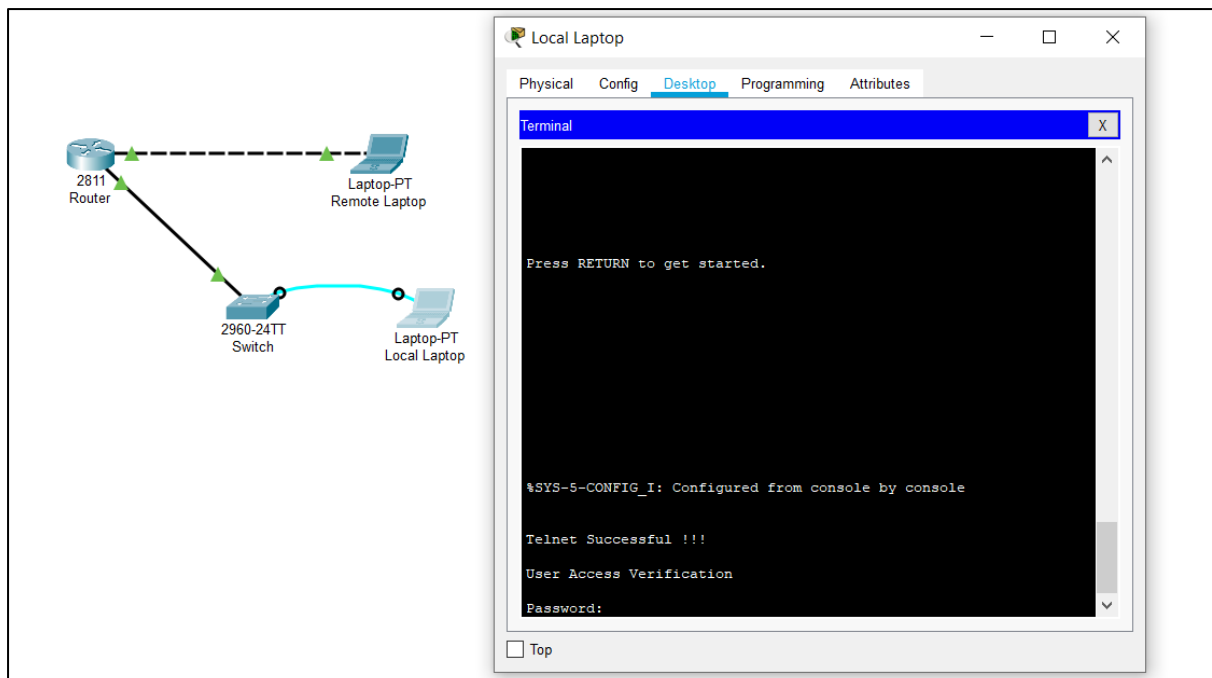 2811
Router
Laptop-PT
Remote Laptop
2960-24TT
Switch
Laptop-PT
Local Laptop
Local Laptop
Physical Config Desktop Programming Attributes
Terminal
X
Press RETURN to get started.
%SYS-5-CONFIG_I: Configured from console by console
Telnet Successful !!!
User Access Verification
Password:
Top